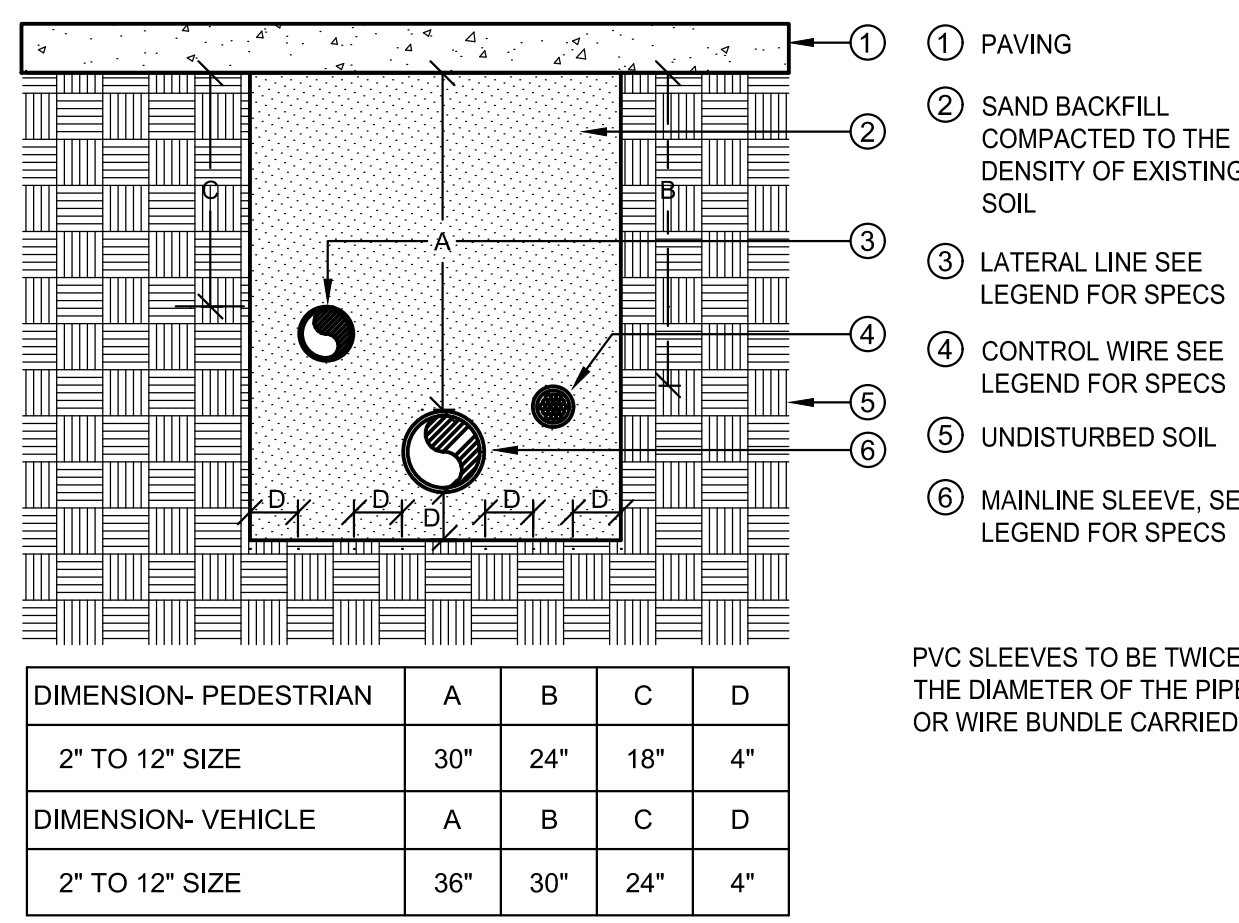 ① PAVING
② SAND BACKFILL
COMPACTED TO THE
DENSITY OF EXISTING
SOIL
③ LATERAL LINE SEE
LEGEND FOR SPECS
④ CONTROL WIRE SEE
LEGEND FOR SPECS
⑤ UNDISTURBED SOIL
⑥ MAINLINE SLEEVE, SE
LEGEND FOR SPECS
PVC SLEEVES TO BE TWICE
THE DIAMETER OF THE PIPE
OR WIRE BUNDLE CARRIED
①
②
③
④
⑤
⑥
C
A
B
D
D
D
D
D
DIMENSION- PEDESTRIAN A B C D
2" TO 12" SIZE 30" 24" 18" 4"
DIMENSION- VEHICLE A B C D
2" TO 12" SIZE 36" 30" 24" 4"